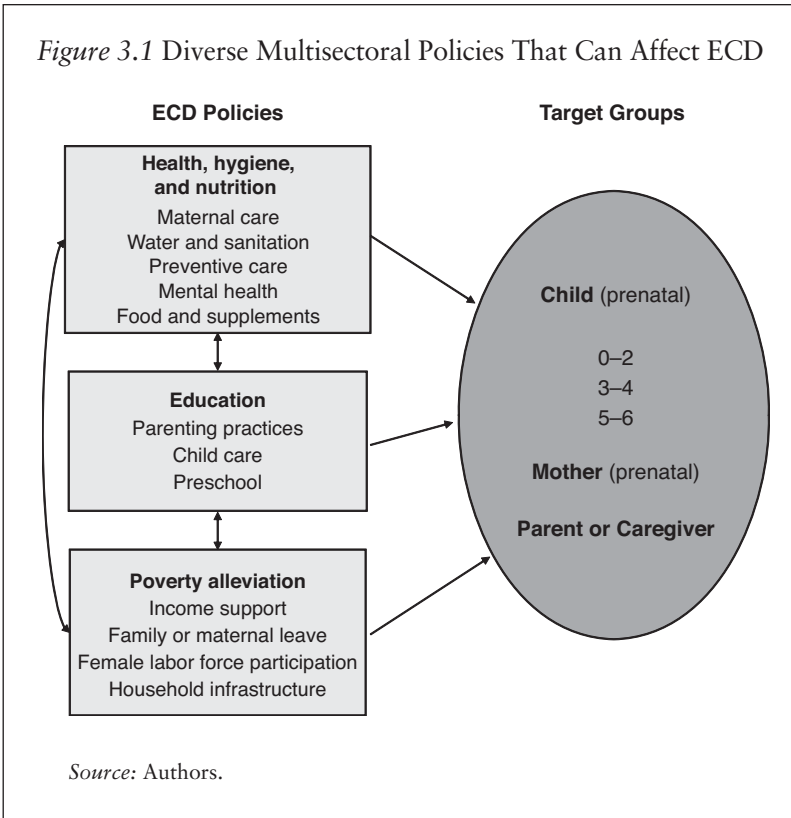 Figure 3.1 Diverse Multisectoral Policies That Can Affect ECD
ECD Policies
Health, hygiene,
and nutrition
Maternal care
Water and sanitation
Preventive care
Mental health
Food and supplements
Education
Parenting practices
Child care
Preschool
Poverty alleviation
Income support
Family or maternal leave
Female labor force participation
Household infrastructure
Target Groups
Child (prenatal)
0–2
3–4
5–6
Mother (prenatal)
Parent or Caregiver
Source: Authors.